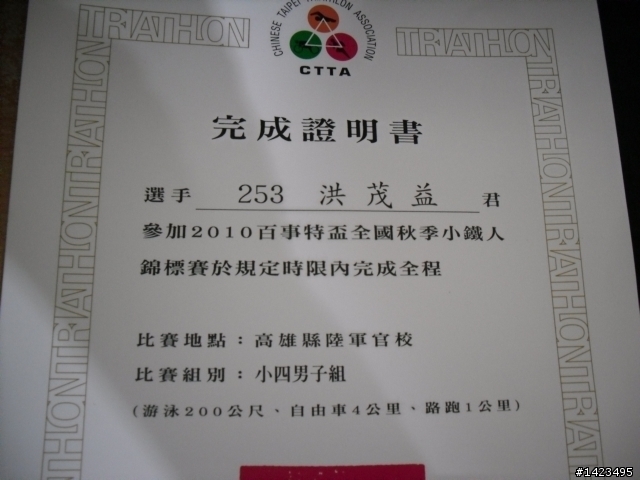 TRIATHLON
CHINESE TAIPEI TRIATHLON ASSOCIATION
TRIATHLON
CTTA
完成證明書
選手 253 洪茂益 君
參加2010百事特盃全國秋季小鐵人
錦標賽於規定時限內完成全程
比賽地點：高雄縣陸軍官校
比賽組別：小四男子組
(游泳200公尺、自由車4公里、路跑1公里)
TRIATHLONTRIATHLON
TRIATHLONTRIATHLON
#1423495